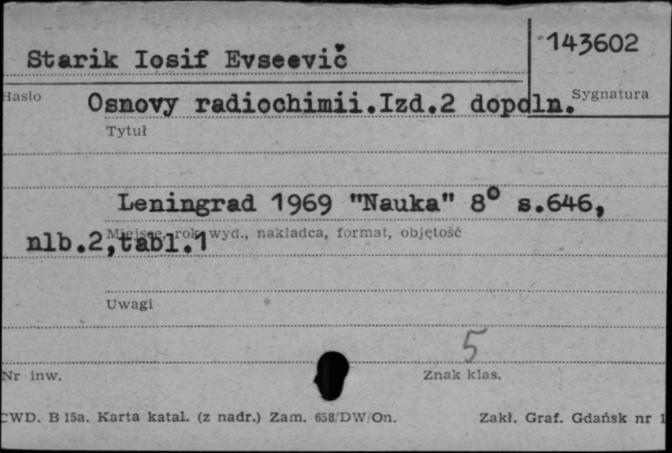 143602
Starik Iosif Evseevič
Hasło
Sygnatura
Osnovy radiochimii.Izd.2 dopoln.
Tytuł
Leningrad 1969 "Nauka" 8° s.646,
Miejsce, rok wyd., nakładca, format, objętość
nlb.2,tabl.1
Uwagi
5
Nr inw.
Znak klas.
CWD. B 15a. Karta katal. (z nadr.) Zam. 658/DW/On.
Zakł. Graf. Gdańsk nr 1